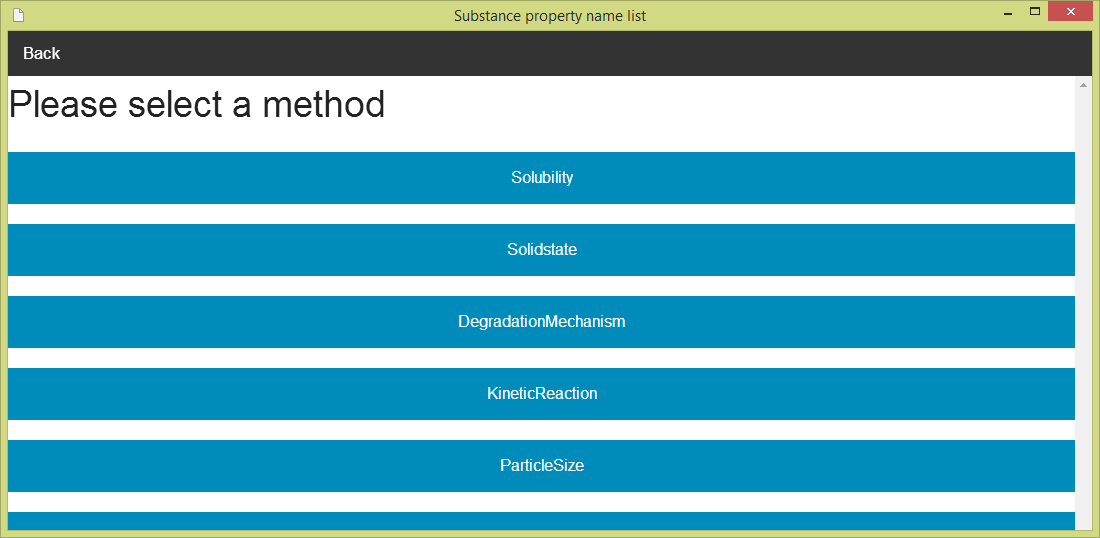 Substance property name list
Back
Please select a method
Solubility
Solidstate
DegradationMechanism
KineticReaction
ParticleSize